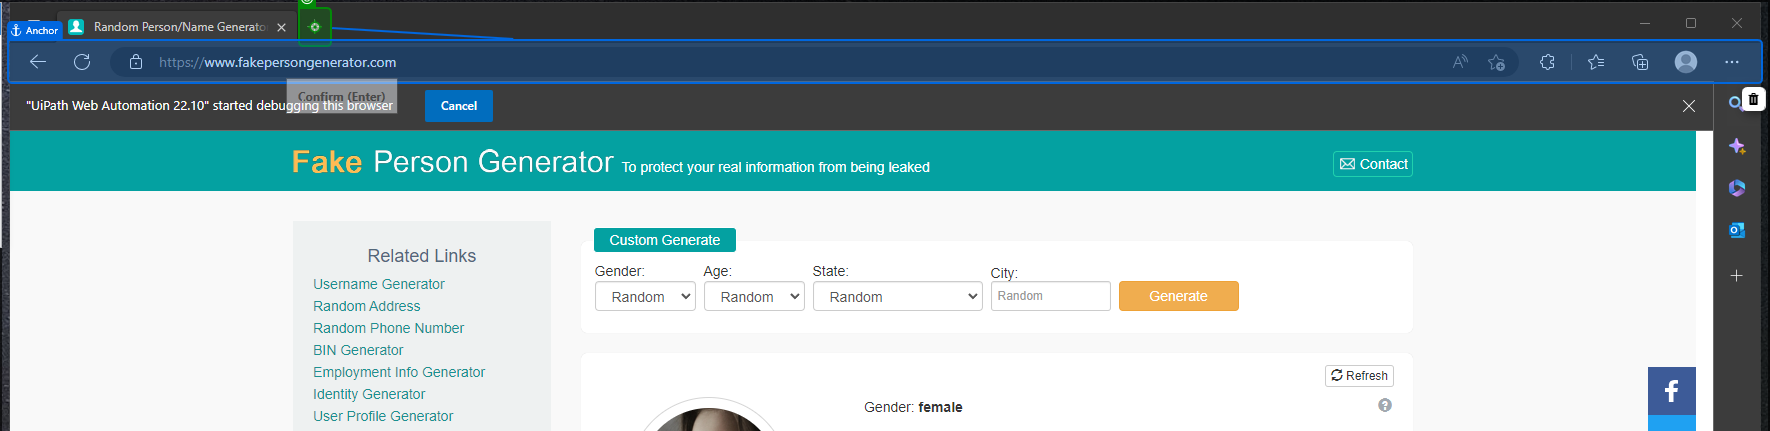 Anchor
Random Person/Name Generato
https://www.fakepersongenerator.com
Confirm (Enter)
"UiPath Web Automation 22.10" started debugging this browser
Cancel
Fake Person Generator To protect your real information from being leaked
Contact
Related Links
Username Generator
Random Address
Random Phone Number
BIN Generator
Employment Info Generator
Identity Generator
User Profile Generator
Custom Generate
Gender: Age: State: City:
Random Random Random Random Generate
Refresh
Gender: female